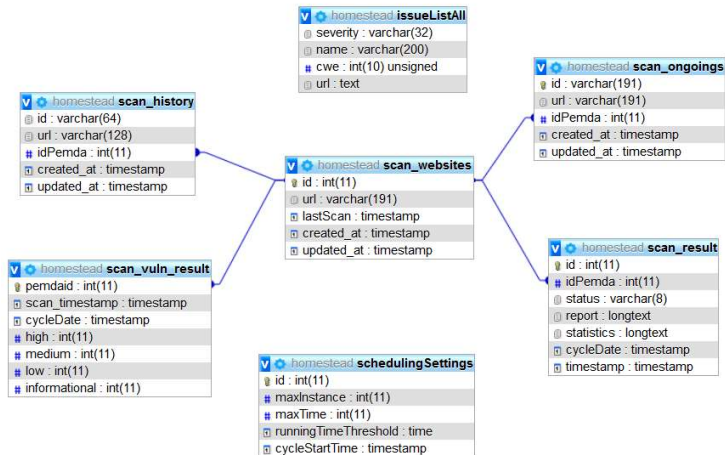 homestead issueListAll
severity : varchar(32)
name : varchar(200)
cwe : int(10) unsigned
url : text
homestead scan_history
id : varchar(64)
url : varchar(128)
idPemda : int(11)
created_at : timestamp
updated_at : timestamp
homestead scan_ongoings
id : varchar(191)
url : varchar(191)
idPemda : int(11)
created_at : timestamp
updated_at : timestamp
homestead scan_websites
id : int(11)
url : varchar(191)
lastScan : timestamp
created_at : timestamp
updated_at : timestamp
homestead scan_vuln_result
pemdaid : int(11)
scan_timestamp : timestamp
cycleDate : timestamp
high : int(11)
medium : int(11)
low : int(11)
informational : int(11)
homestead scan_result
id : int(11)
idPemda : int(11)
status : varchar(8)
report : longtext
statistics : longtext
cycleDate : timestamp
timestamp : timestamp
homestead schedulingSettings
id : int(11)
maxInstance : int(11)
maxTime : int(11)
runningTimeThreshold : time
cycleStartTime : timestamp